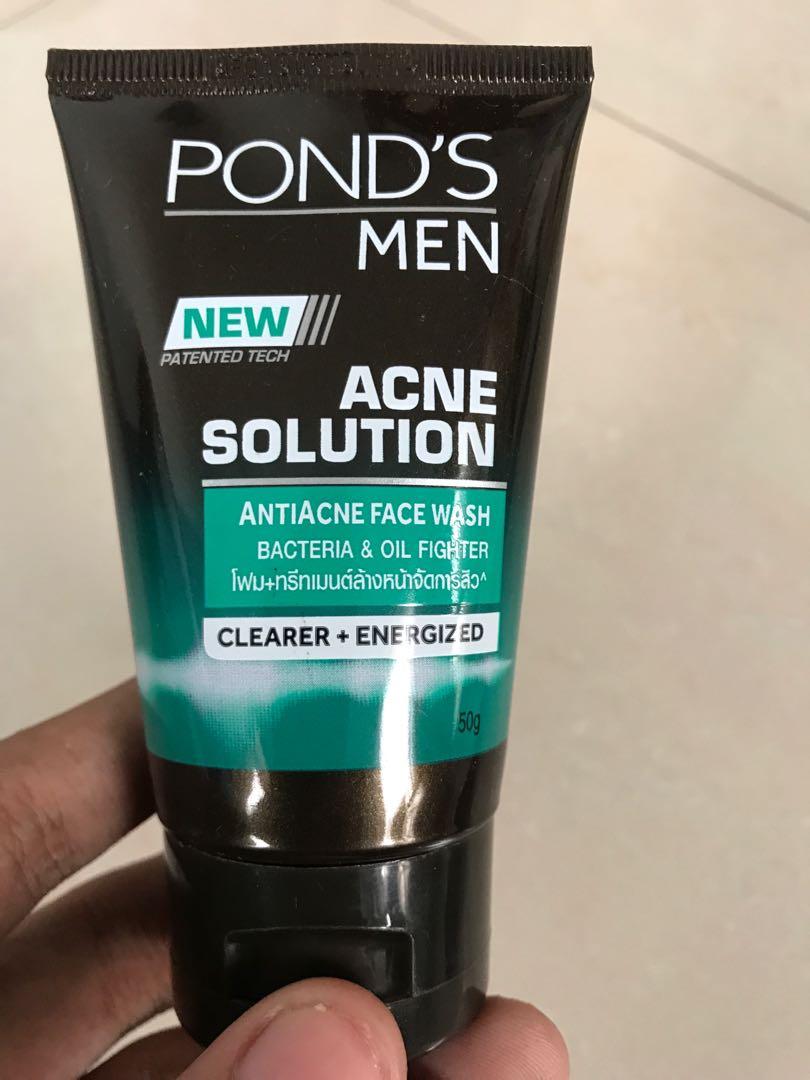 POND'S
MEN
NEW
PATENTED TECH
ACNE
SOLUTION
ANTIACNE FACE WASH
BACTERIA & OIL FIGHTER
โฟม+ทรีทเมนต์ล้างหน้าจัดการสิว^
CLEARER + ENERGIZED
50g